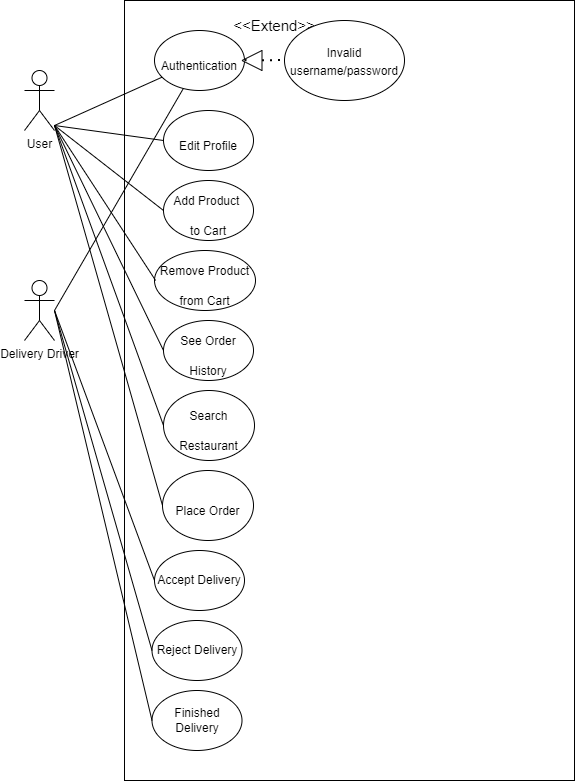 <<Extend>>
Invalid
username/password
Authentication
User
Edit Profile
Add Product
to Cart
Remove Product
from Cart
See Order
History
Delivery Driver
Search
Restaurant
Place Order
Accept Delivery
Reject Delivery
Finished
Delivery